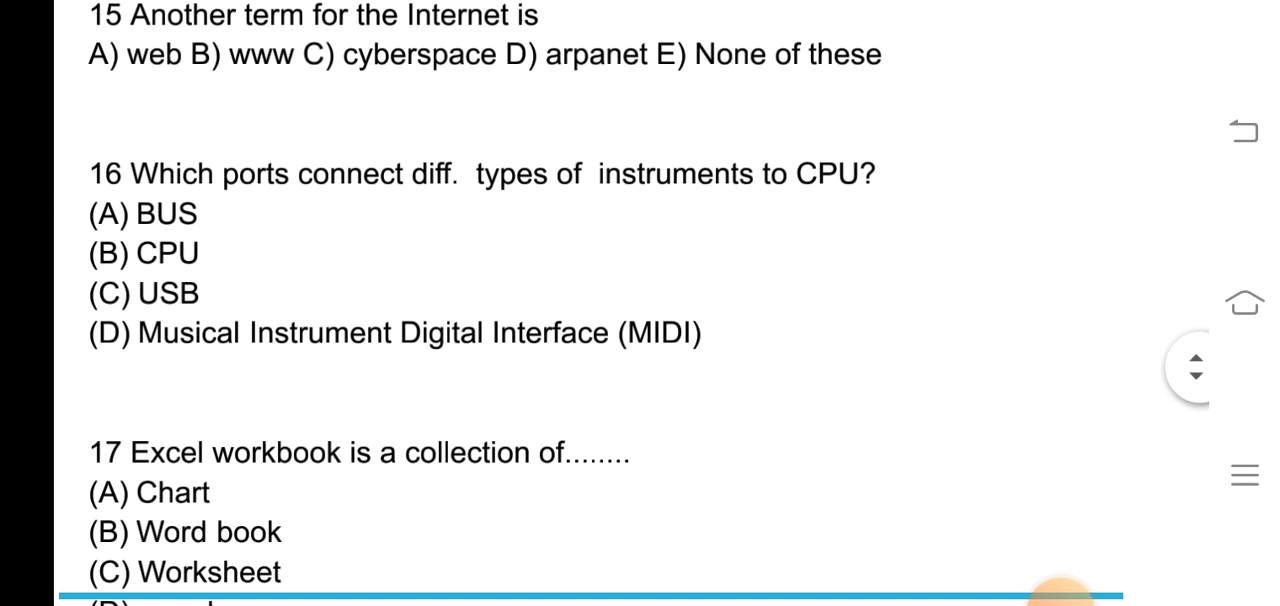 15 Another term for the Internet is
A) web B) www C) cyberspace D) arpanet E) None of these
16 Which ports connect diff. types of instruments to CPU?
(A) BUS
(B) CPU
(C) USB
(D) Musical Instrument Digital Interface (MIDI)
17 Excel workbook is a collection of........
(A) Chart
(B) Word book
(C) Worksheet